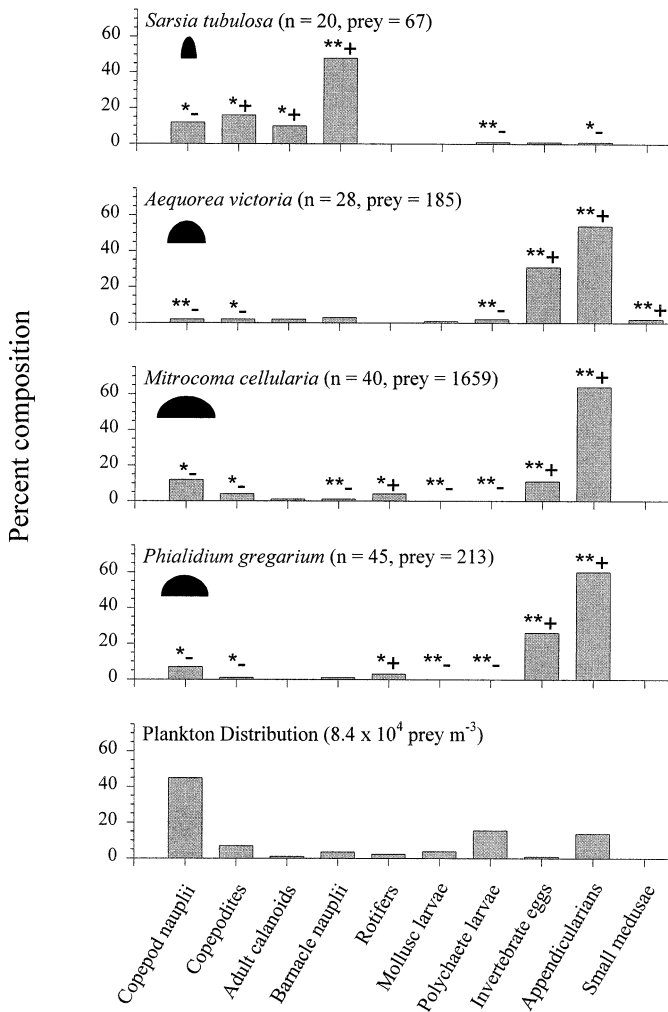 Percent composition
Sarsia tubulosa (n = 20, prey = 67)
60
40
20
0
*- *+ *+ **+ **- *-
Aequorea victoria (n = 28, prey = 185)
60
40
20
0
**- *- **- **+ **+ **+
Mitrocoma cellularia (n = 40, prey = 1659)
60
40
20
0
*- *- **- *+ **- **- **+ **+
Phialidium gregarium (n = 45, prey = 213)
60
40
20
0
*- *- *+ **- **- **+ **+
Plankton Distribution (8.4 x 10⁴ prey m⁻³)
60
40
20
0
Copepod nauplii
Copepodites
Adult calanoids
Barnacle nauplii
Rotifers
Mollusc larvae
Polychaete larvae
Invertebrate eggs
Appendicularians
Small medusae